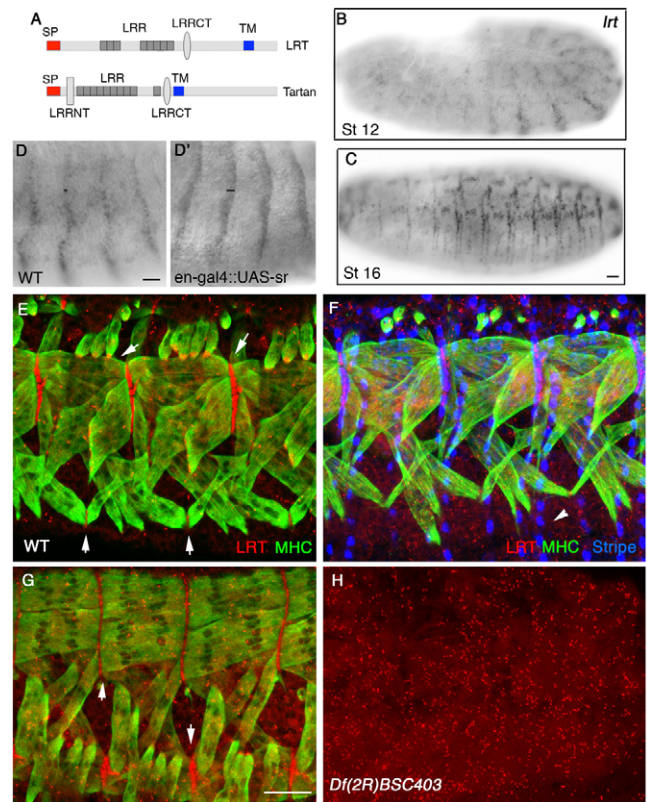 A
LRRCT
SP LRR TM
LRT
SP LRR TM
Tartan
LRRNT LRRCT
B lrt
St 12
C
St 16
D
WT
D'
en-gal4::UAS-sr
E
WT LRT MHC
F
LRT MHC Stripe
G
H
Df(2R)BSC403